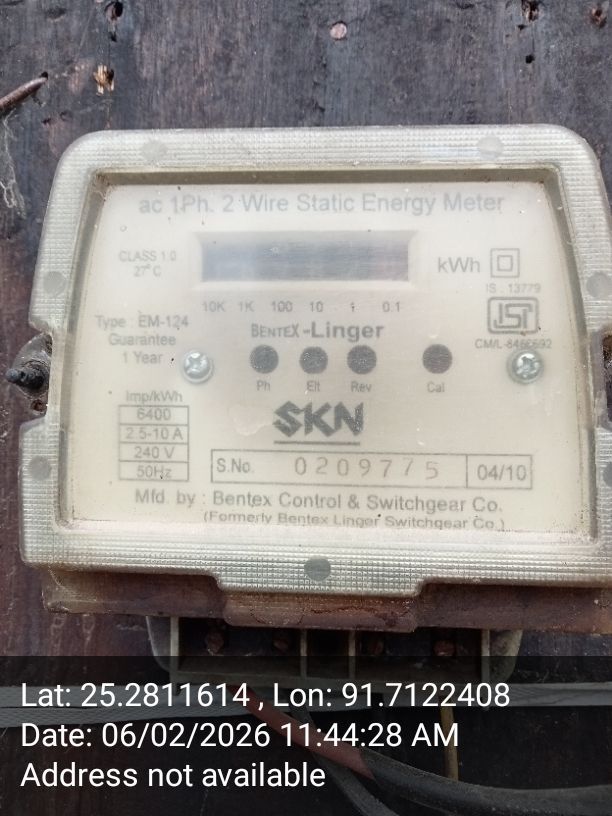 ac 1Ph. 2 Wire Static Energy Meter
CLASS 1.0
27°C
kWh
IS : 13779
10K 1K 100 10 1 0.1
Type : EM-124
Guarantee
1 Year
BENTEX-Linger
ISI
Ph Elt Rev Cal
Imp/kWh
6400
2.5-10 A
240 V
50Hz
SKN
S.No. 0209775 04/10
Mfd. by : Bentex Control & Switchgear Co.
(Formerly Bentex Linger Switchgear Co.)
Lat: 25.2811614 , Lon: 91.7122408
Date: 06/02/2026 11:44:28 AM
Address not available